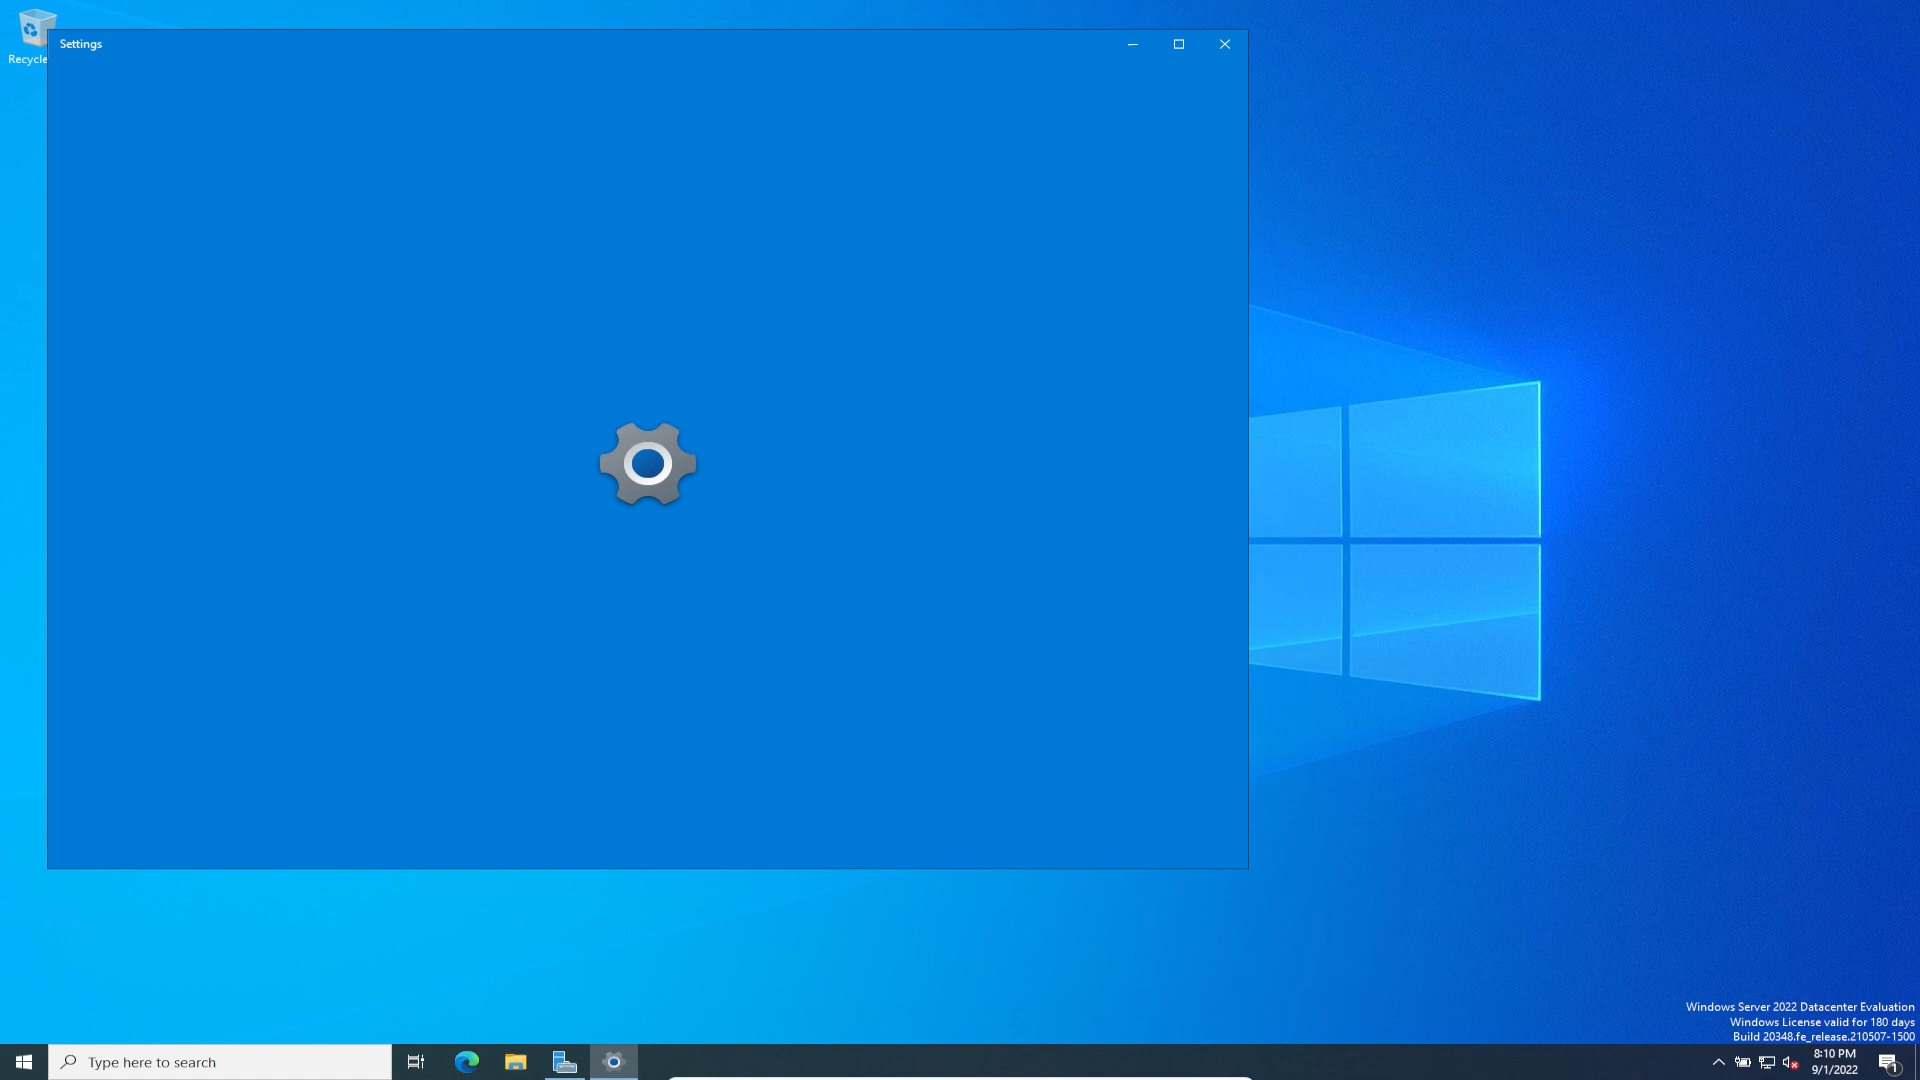 Settings
Recycle
Windows Server 2022 Datacenter Evaluation
Windows License valid for 180 days
Build 20348.fe_release.210507-1500
Type here to search
8:10 PM
9/1/2022
1